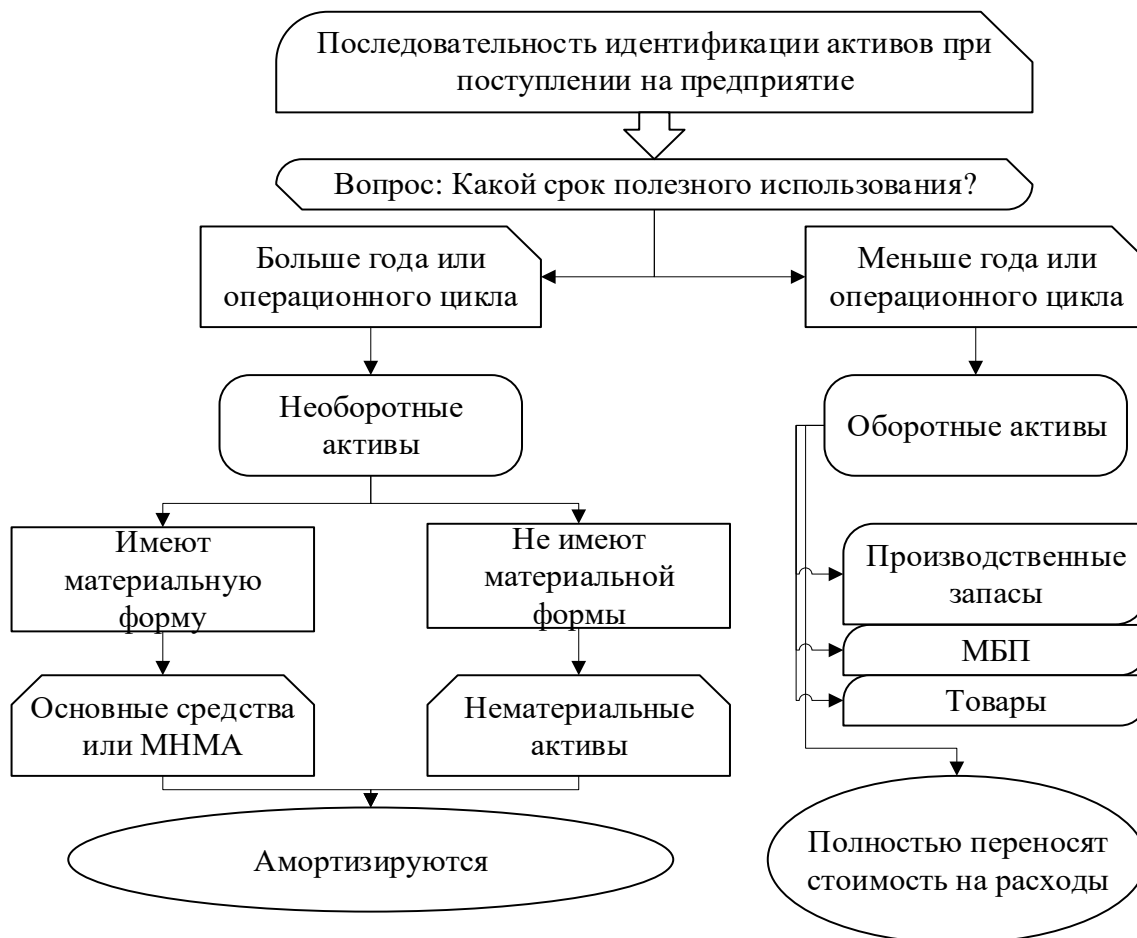 Последовательность идентификации активов при
поступлении на предприятие
Вопрос: Какой срок полезного использования?
Больше года или
операционного цикла
Меньше года или
операционного цикла
Необоротные
активы
Оборотные активы
Имеют
материальную
форму
Не имеют
материальной
формы
Производственные
запасы
МБП
Товары
Основные средства
или МНМА
Нематериальные
активы
Амортизируются
Полностью переносят
стоимость на расходы